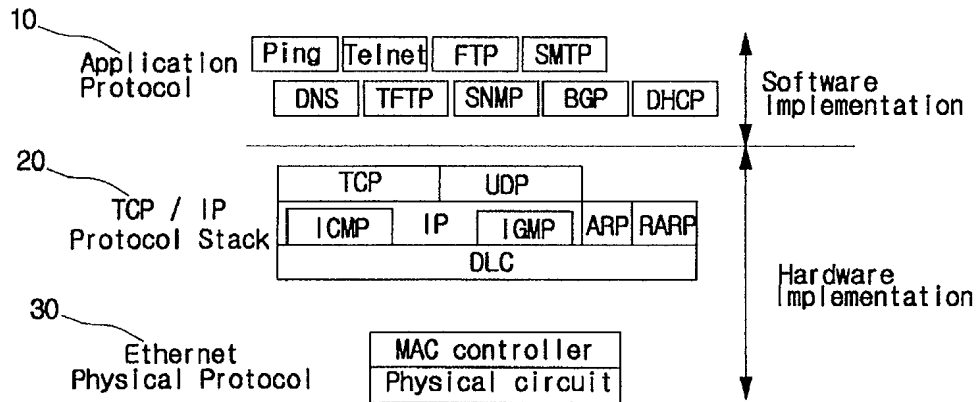 10
Application
Protocol
Ping Telnet FTP SMTP
DNS TFTP SNMP BGP DHCP
Software
Implementation
20
TCP / IP
Protocol Stack
TCP UDP
ICMP IP IGMP ARP RARP
DLC
Hardware
Implementation
30
Ethernet
Physical Protocol
MAC controller
Physical circuit